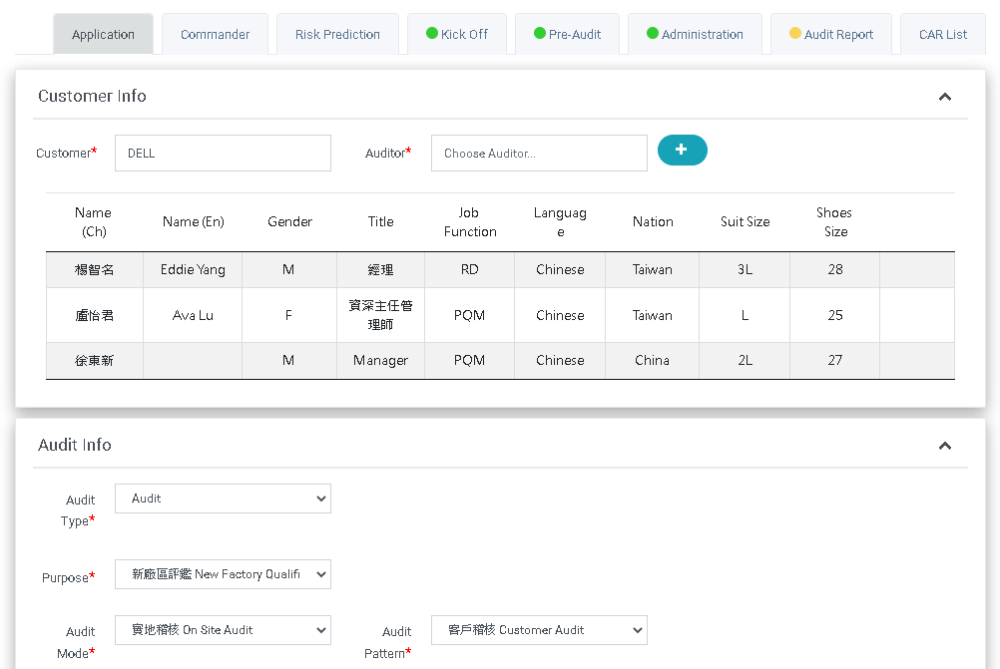 Application Commander Risk Prediction Kick Off Pre-Audit Administration Audit Report CAR List
Customer Info
Customer* DELL Auditor* Choose Auditor... +
Name (Ch) Name (En) Gender Title Job Function Languag e Nation Suit Size Shoes Size
楊智名 Eddie Yang M 經理 RD Chinese Taiwan 3L 28
盧怡君 Ava Lu F 資深主任管理師 PQM Chinese Taiwan L 25
徐東新 M Manager PQM Chinese China 2L 27
Audit Info
Audit Type* Audit
Purpose* 新廠區評鑑 New Factory Qualifi
Audit Mode* 實地稽核 On Site Audit Audit Pattern* 客戶稽核 Customer Audit